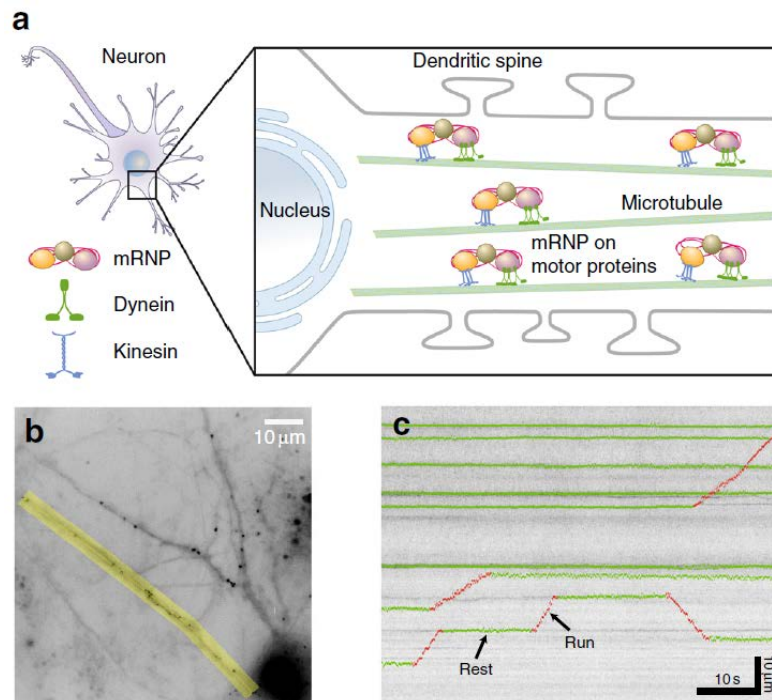 a
Neuron
Dendritic spine
Nucleus
Microtubule
mRNP on
motor proteins
mRNP
Dynein
Kinesin
b
10 μm
c
Run
Rest
10 s
10 μm